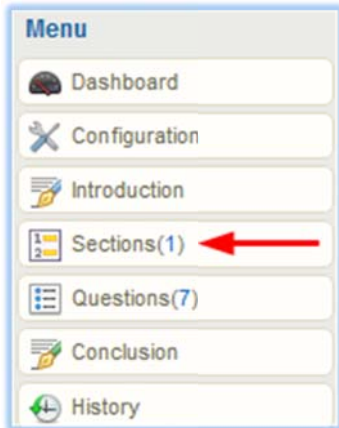 Menu
Dashboard
Configuration
Introduction
Sections(1)
Questions(7)
Conclusion
History